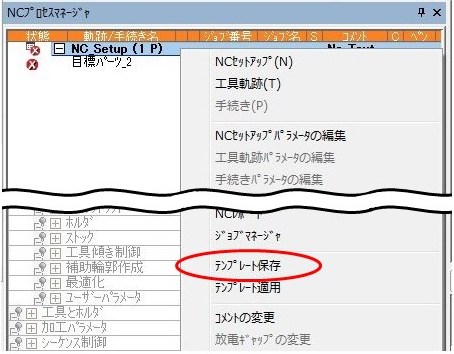 NCﾌﾟﾛｾｽﾏﾈｰｼﾞｬ
状態 軌跡/手続き名 ｼﾞｮﾌﾞ番号 ｼﾞｮﾌﾞ名 S ｺﾒﾝﾄ C ﾍﾟﾝ
NC_Setup (1 P) No Text
目標ﾊﾟｰﾂ_2
NCｾｯﾄｱｯﾌﾟ(N)
工具軌跡(T)
手続き(P)
NCｾｯﾄｱｯﾌﾟﾊﾟﾗﾒｰﾀの編集
工具軌跡ﾊﾟﾗﾒｰﾀの編集
手続きﾊﾟﾗﾒｰﾀの編集
NCﾚﾎﾟｰﾄ
ﾎﾙﾀﾞ
ｼﾞｮﾌﾞﾏﾈｰｼﾞｬ
ｽﾄｯｸ
工具傾き制御
補助輪郭作成
ﾃﾝﾌﾟﾚｰﾄ保存
最適化
ﾃﾝﾌﾟﾚｰﾄ適用
ﾕｰｻﾞｰﾊﾟﾗﾒｰﾀ
工具とﾎﾙﾀﾞ
ｺﾒﾝﾄの変更
加工ﾊﾟﾗﾒｰﾀ
放電ｷﾞｬｯﾌﾟの変更
ｼｰｹﾝｽ制御